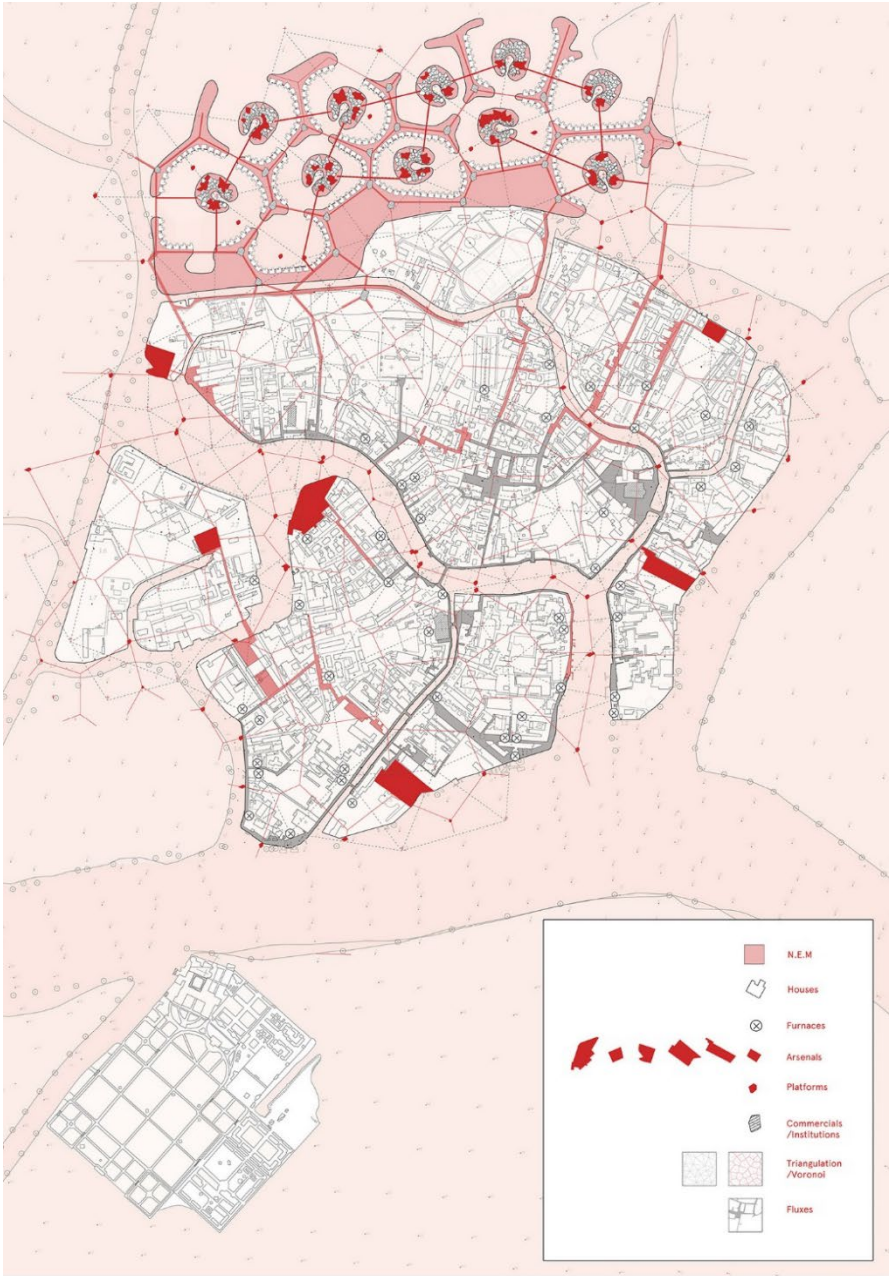 N.E.M
Houses
Furnaces
Arsenals
Platforms
Commercials
/Institutions
Triangulation
/Voronoi
Fluxes